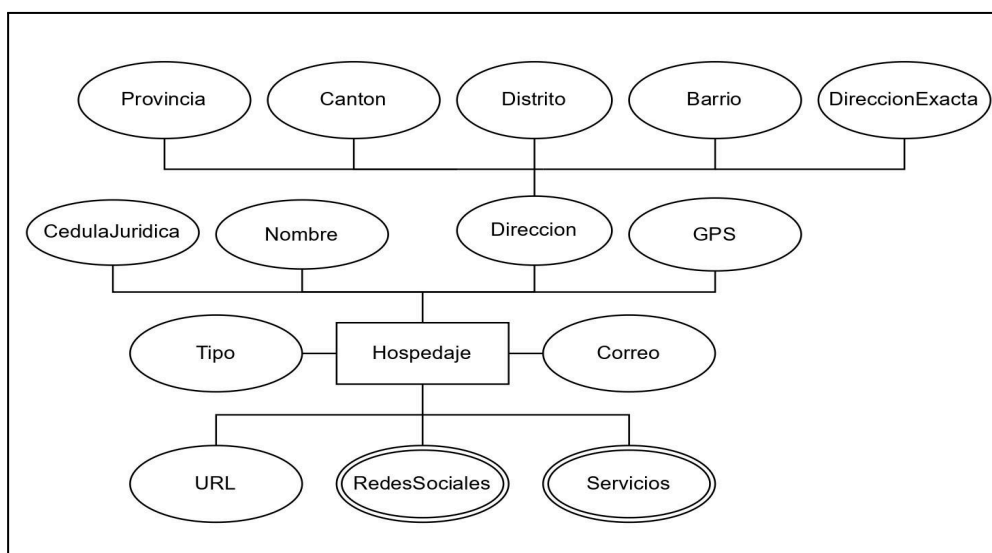 Provincia
Canton
Distrito
Barrio
DireccionExacta
CedulaJuridica
Nombre
Direccion
GPS
Tipo
Hospedaje
Correo
URL
RedesSociales
Servicios